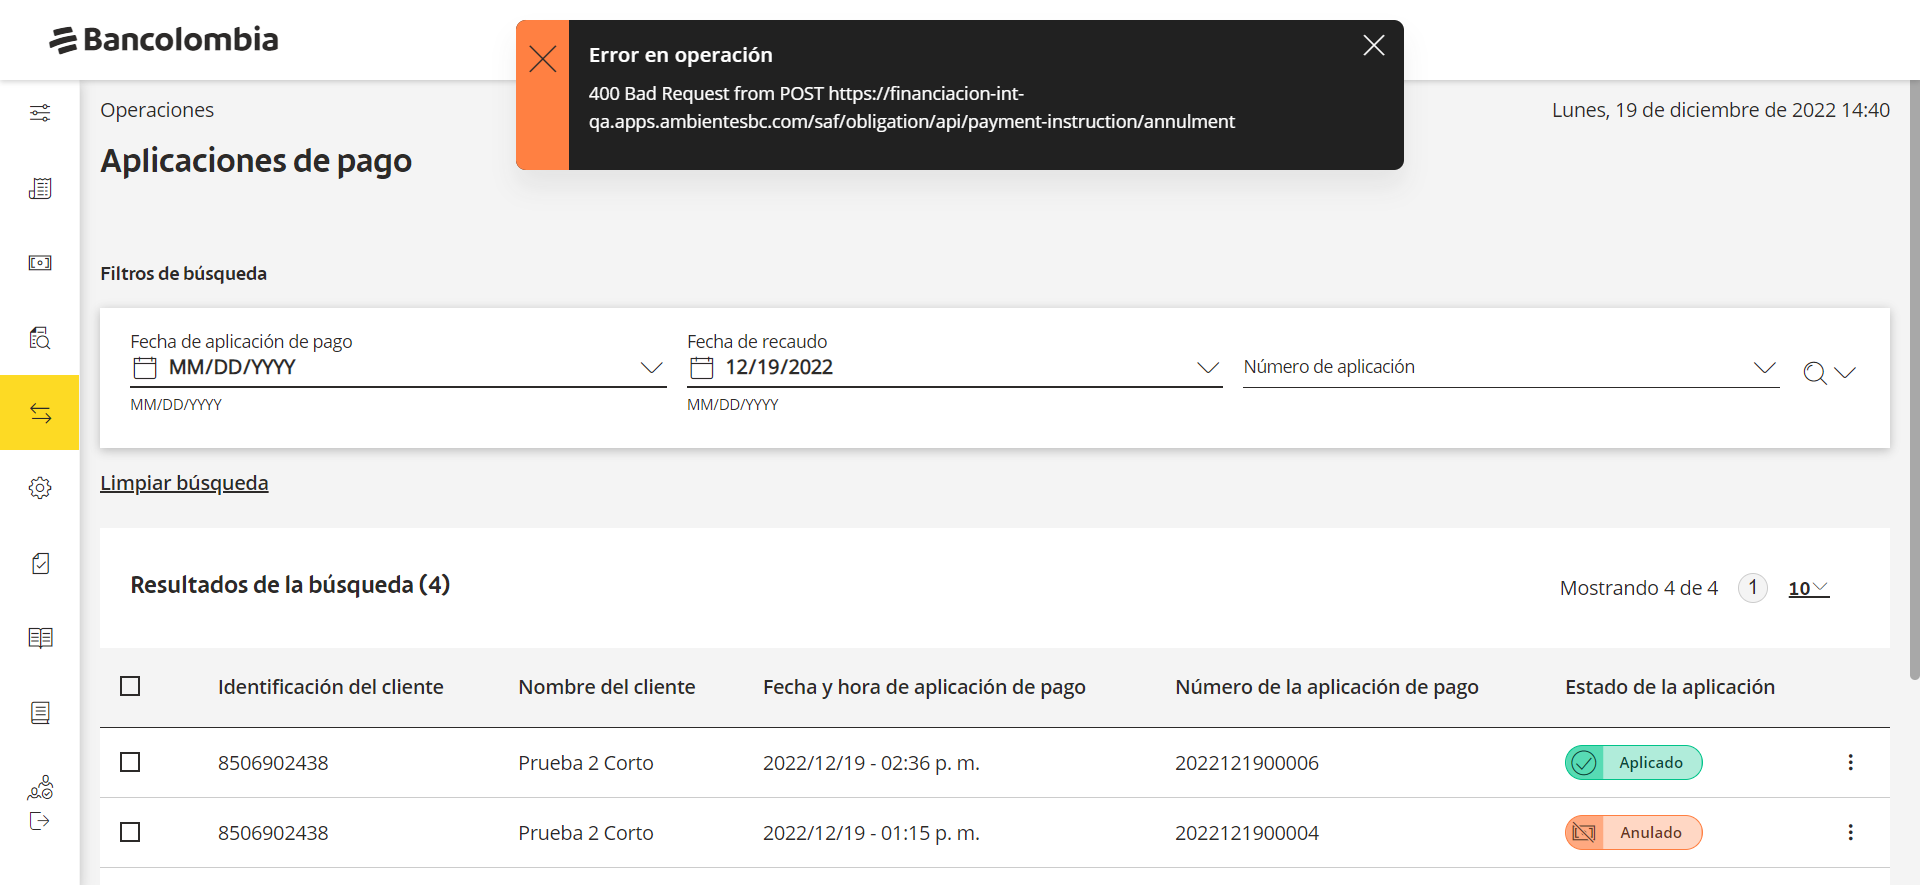 Bancolombia
Error en operación
400 Bad Request from POST https://financiacion-int-
qa.apps.ambientesbc.com/saf/obligation/api/payment-instruction/annulment
Operaciones
Lunes, 19 de diciembre de 2022 14:40
Aplicaciones de pago
Filtros de búsqueda
Fecha de aplicación de pago
MM/DD/YYYY
MM/DD/YYYY
Fecha de recaudo
12/19/2022
MM/DD/YYYY
Número de aplicación
Limpiar búsqueda
Resultados de la búsqueda (4)
Mostrando 4 de 4 1 10
Identificación del cliente Nombre del cliente Fecha y hora de aplicación de pago Número de la aplicación de pago Estado de la aplicación
8506902438 Prueba 2 Corto 2022/12/19 - 02:36 p. m. 2022121900006 Aplicado
8506902438 Prueba 2 Corto 2022/12/19 - 01:15 p. m. 2022121900004 Anulado